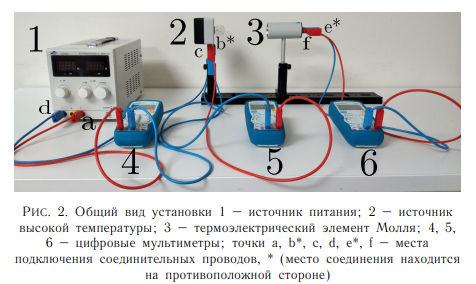 1 2 3
b* e*
c f
d a
4 5 6
Рис. 2. Общий вид установки 1 – источник питания; 2 – источник
высокой температуры; 3 – термоэлектрический элемент Молля; 4, 5,
6 – цифровые мультиметры; точки a, b*, c, d, e*, f – места
подключения соединительных проводов, * (место соединения находится
на противоположной стороне)